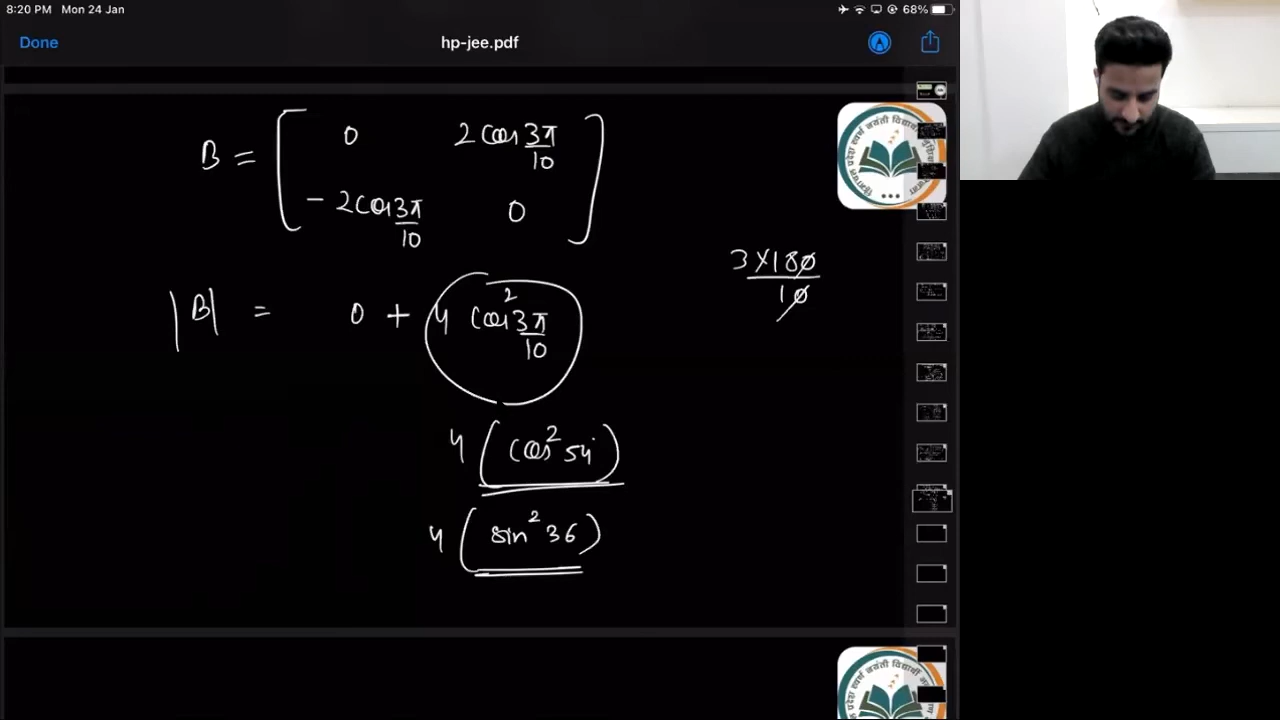 8:20 PM Mon 24 Jan
68%
Done
hp-jee.pdf
B = [ 0 2cos 3π/10
- 2cos 3π/10 0 ]
|B| = 0 + 4 cos² 3π/10
3×180/10
4 (cos² 54)
4 (sin² 36)